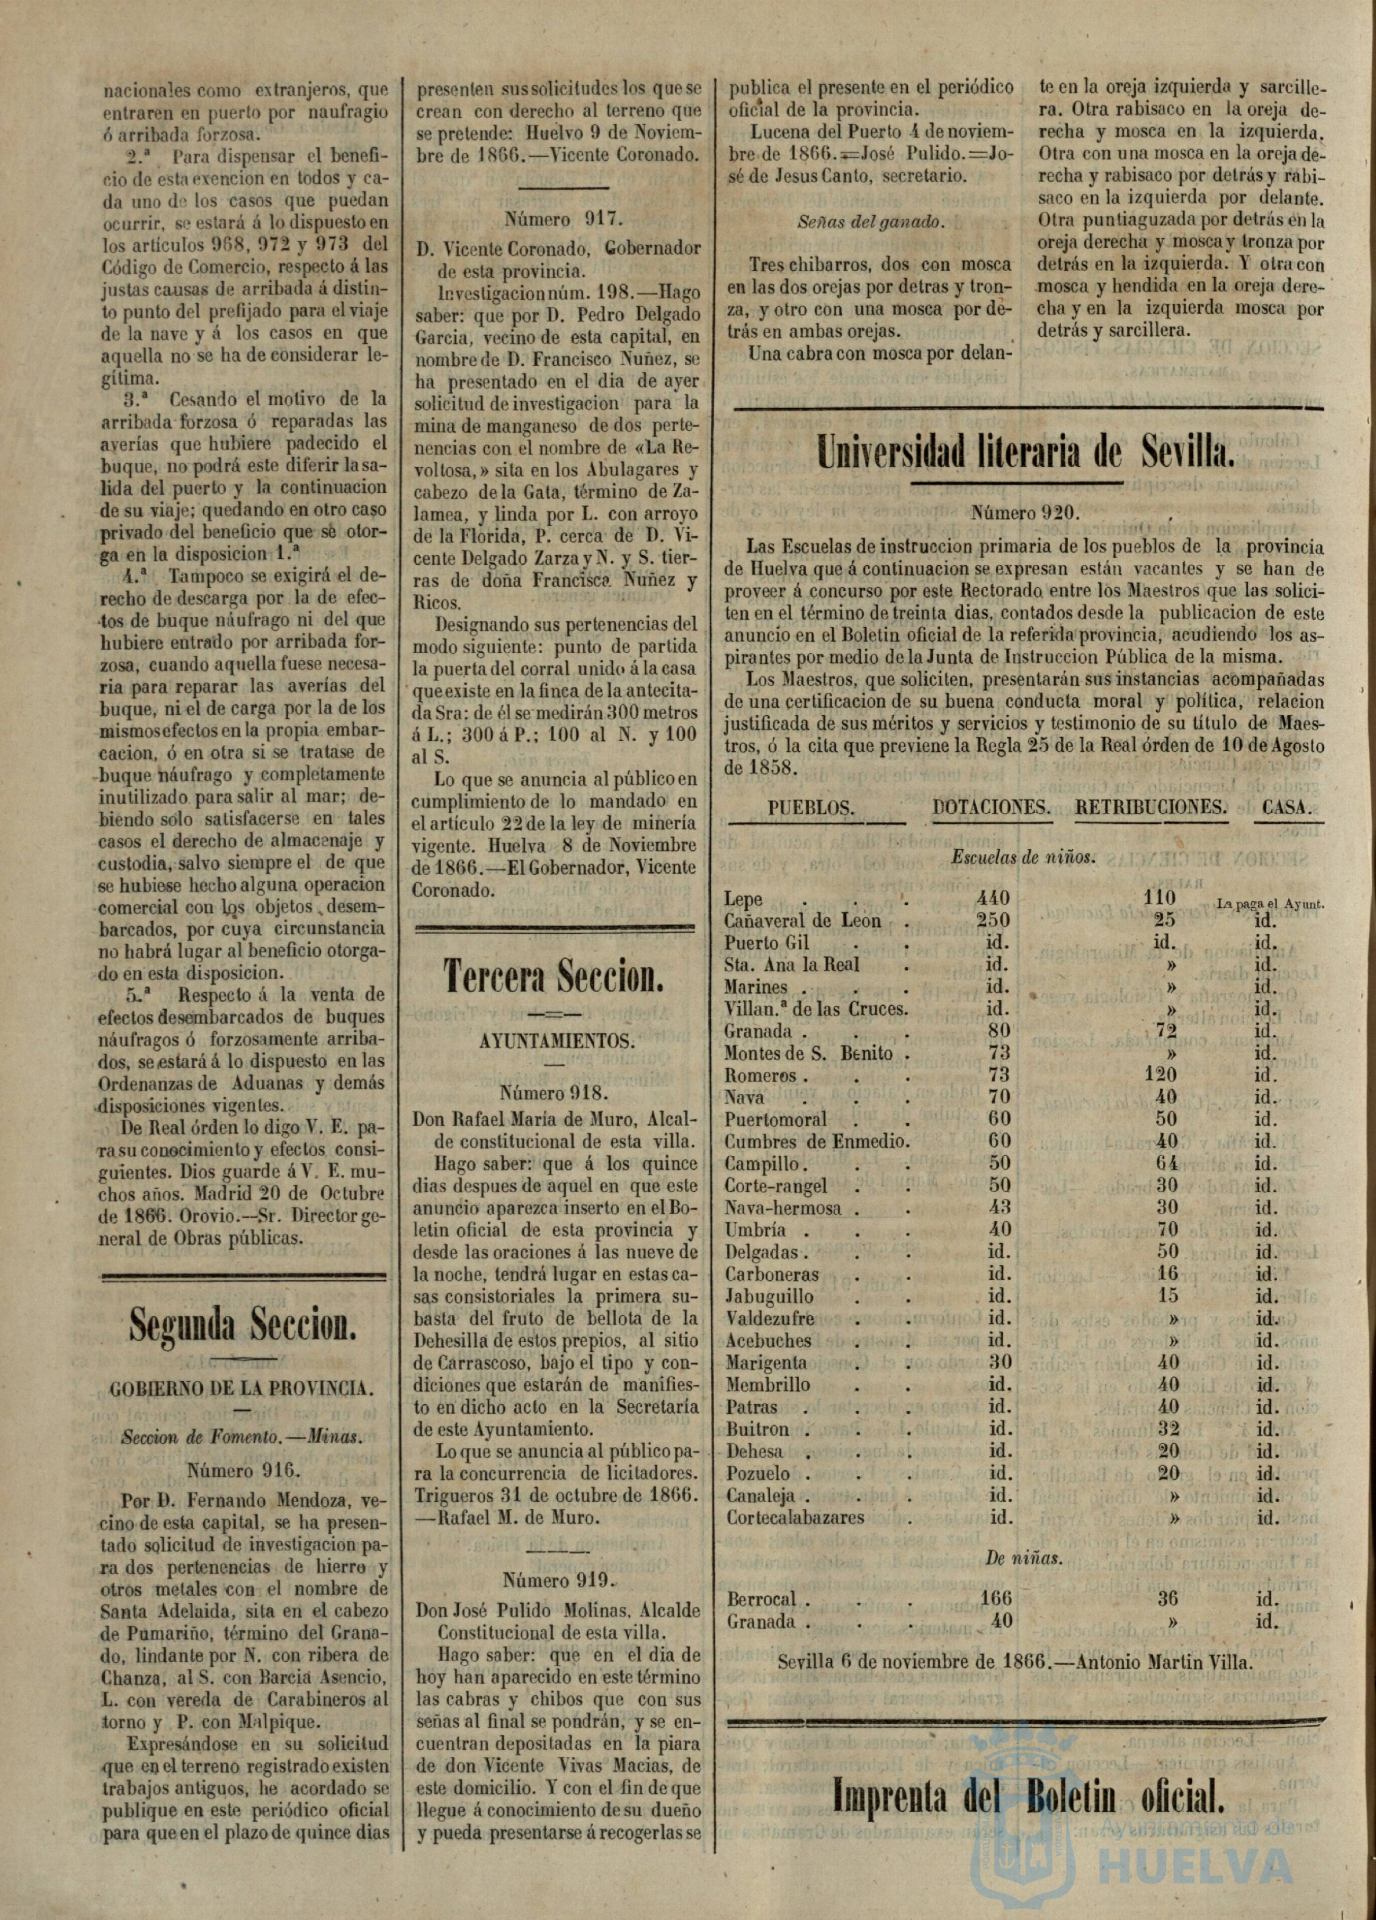 nacionales como extranjeros, que
entraren en puerto por naufragio
ó arribada forzosa.
2.ª Para dispensar el benefi-
cio de esta exencion en todos y ca-
da uno de los casos que puedan
ocurrir, se estará á lo dispuesto en
los artículos 968, 972 y 973 del
Código de Comercio, respecto á las
justas causas de arribada á distin-
to punto del prefijado para el viaje
de la nave y á los casos en que
aquella no se ha de considerar le-
gítima.
3.ª Cesando el motivo de la
arribada forzosa ó reparadas las
averías que hubiere padecido el
buque, no podrá este diferir la sa-
lida del puerto y la continuacion
de su viaje; quedando en otro caso
privado del beneficio que se otor-
ga en la disposicion 1.ª
4.ª Tampoco se exigirá el de-
recho de descarga por la de efec-
tos de buque náufrago ni del que
hubiere entrado por arribada for-
zosa, cuando aquella fuese necesa-
ria para reparar las averías del
buque, ni el de carga por la de los
mismos efectos en la propia embar-
cacion, ó en otra si se tratase de
buque náufrago y completamente
inutilizado para salir al mar; de-
biendo solo satisfacerse en tales
casos el derecho de almacenaje y
custodia, salvo siempre el de que
se hubiese hecho alguna operacion
comercial con los objetos desem-
barcados, por cuya circunstancia
no habrá lugar al beneficio otorga-
do en esta disposicion.
5.ª Respecto á la venta de
efectos desembarcados de buques
náufragos ó forzosamente arriba-
dos, se estará á lo dispuesto en las
Ordenanzas de Aduanas y demás
disposiciones vigentes.
De Real órden lo digo V. E. pa-
ra su conocimiento y efectos consi-
guientes. Dios guarde á V. E. mu-
chos años. Madrid 20 de Octubre
de 1866. Orovio.—Sr. Director ge-
neral de Obras públicas.
Segunda Seccion.
GOBIERNO DE LA PROVINCIA.
Seccion de Fomento.—Minas.
Número 916.
Por D. Fernando Mendoza, ve-
cino de esta capital, se ha presen-
tado solicitud de investigacion pa-
ra dos pertenencias de hierro y
otros metales con el nombre de
Santa Adelaida, sita en el cabezo
de Pumariño, término del Grana-
do, lindante por N. con ribera de
Chanza, al S. con Barcia Asencio,
L. con vereda de Carabineros al
torno y P. con Malpique.
Expresándose en su solicitud
que en el terreno registrado existen
trabajos antiguos, he acordado se
publique en este periódico oficial
para que en el plazo de quince dias
presenten sus solicitudes los que se
crean con derecho al terreno que
se pretende: Huelvo 9 de Noviem-
bre de 1866.—Vicente Coronado.
Número 917.
D. Vicente Coronado, Gobernador
de esta provincia.
Investigacion núm. 198.—Hago
saber: que por D. Pedro Delgado
Garcia, vecino de esta capital, en
nombre de D. Francisco Nuñez, se
ha presentado en el dia de ayer
solicitud de investigacion para la
mina de manganeso de dos perte-
nencias con el nombre de «La Re-
voltosa,» sita en los Abulagares y
cabezo de la Gata, término de Za-
lamea, y linda por L. con arroyo
de la Florida, P. cerca de D. Vi-
cente Delgado Zarza y N. y S. tier-
ras de doña Francisca Nuñez y
Ricos.
Designando sus pertenencias del
modo siguiente: punto de partida
la puerta del corral unido á la casa
que existe en la finca de la antecita-
da Sra: de él se medirán 300 metros
á L.; 300 á P.; 100 al N. y 100
al S.
Lo que se anuncia al público en
cumplimiento de lo mandado en
el artículo 22 de la ley de minería
vigente. Huelva 8 de Noviembre
de 1866.—El Gobernador, Vicente
Coronado.
Tercera Seccion.
AYUNTAMIENTOS.
Número 918.
Don Rafael María de Muro, Alcal-
de constitucional de esta villa.
Hago saber: que á los quince
dias despues de aquel en que este
anuncio aparezca inserto en el Bo-
letin oficial de esta provincia y
desde las oraciones á las nueve de
la noche, tendrá lugar en estas ca-
sas consistoriales la primera su-
basta del fruto de bellota de la
Dehesilla de estos prepios, al sitio
de Carrascoso, bajo el tipo y con-
diciones que estarán de manifies-
to en dicho acto en la Secretaría
de este Ayuntamiento.
Lo que se anuncia al público pa-
ra la concurrencia de licitadores.
Trigueros 31 de octubre de 1866.
—Rafael M. de Muro.
Número 919.
Don José Pulido Molinas, Alcalde
Constitucional de esta villa.
Hago saber: que en el dia de
hoy han aparecido en este término
las cabras y chibos que con sus
señas al final se pondrán, y se en-
cuentran depositadas en la piara
de don Vicente Vivas Macias, de
este domicilio. Y con el fin de que
llegue á conocimiento de su dueño
y pueda presentarse á recogerlas se
publica el presente en el periódico
oficial de la provincia.
Lucena del Puerto 4 de noviem-
bre de 1866.=José Pulido.=Jo-
sé de Jesus Canto, secretario.
Señas del ganado.
Tres chibarros, dos con mosca
en las dos orejas por detras y tron-
za, y otro con una mosca por de-
trás en ambas orejas.
Una cabra con mosca por delan-
te en la oreja izquierda y sarcille-
ra. Otra rabisaco en la oreja de-
recha y mosca en la izquierda.
Otra con una mosca en la oreja de-
recha y rabisaco por detrás y rabi-
saco en la izquierda por delante.
Otra puntiaguzada por detrás en la
oreja derecha y mosca y tronza por
detrás en la izquierda. Y otra con
mosca y hendida en la oreja dere-
cha y en la izquierda mosca por
detrás y sarcillera.
Universidad literaria de Sevilla.
Número 920.
Las Escuelas de instruccion primaria de los pueblos de la provincia
de Huelva que á continuacion se expresan están vacantes y se han de
proveer á concurso por este Rectorado entre los Maestros que las solici-
ten en el término de treinta dias, contados desde la publicacion de este
anuncio en el Boletin oficial de la referida provincia, acudiendo los as-
pirantes por medio de la Junta de Instruccion Pública de la misma.
Los Maestros, que soliciten, presentarán sus instancias acompañadas
de una certificacion de su buena conducta moral y política, relacion
justificada de sus méritos y servicios y testimonio de su título de Maes-
tros, ó la cita que previene la Regla 25 de la Real órden de 10 de Agosto
de 1858.
PUEBLOS. DOTACIONES. RETRIBUCIONES. CASA.
Escuelas de niños.
Lepe . . . 440 110 La paga el Ayunt.
Cañaveral de Leon . 250 25 id.
Puerto Gil . . id. id. id.
Sta. Ana la Real . id. » id.
Marines . . . id. » id.
Villan.ª de las Cruces. id. » id.
Granada . . . 80 72 id.
Montes de S. Benito . 73 » id.
Romeros . . . 73 120 id.
Nava . . . 70 40 id.
Puertomoral . . 60 50 id.
Cumbres de Enmedio. 60 40 id.
Campillo. . . 50 64 id.
Corte-rangel . . 50 30 id.
Nava-hermosa . . 43 30 id.
Umbría . . . 40 70 id.
Delgadas . . . id. 50 id.
Carboneras . . id. 16 id.
Jabuguillo . . id. 15 id.
Valdezufre . . id. » id.
Acebuches . . id. » id.
Marigenta . . 30 40 id.
Membrillo . . id. 40 id.
Patras . . . id. 40 id.
Buitron . . . id. 32 id.
Dehesa . . . id. 20 id.
Pozuelo . . . id. 20 id.
Canaleja . . . id. » id.
Cortecalabazares . id. » id.
De niñas.
Berrocal . . . 166 36 id.
Granada . . . 40 » id.
Sevilla 6 de noviembre de 1866.—Antonio Martin Villa.
Imprenta del Boletin oficial.
Ayuntamiento de
HUELVA